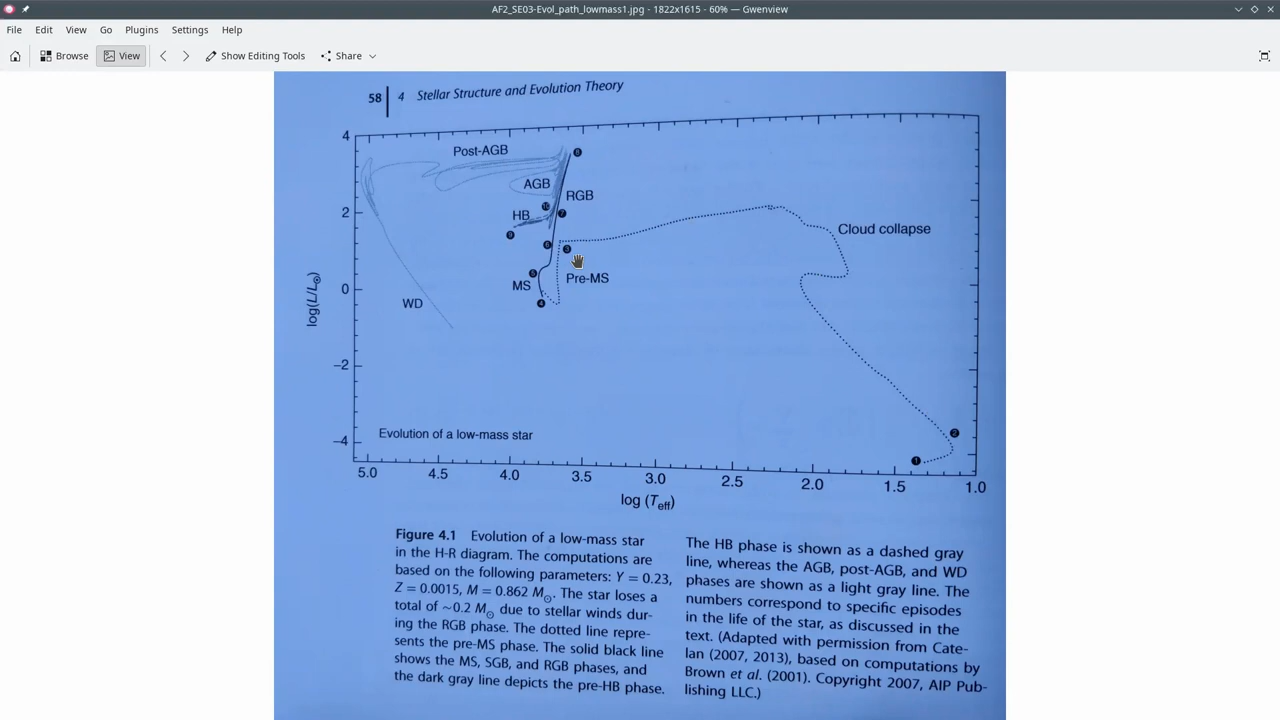 AF2_SE03-Evol_path_lowmass1.jpg - 1822x1615 - 60% — Gwenview
File Edit View Go Plugins Settings Help
Browse View Show Editing Tools Share
58 4 Stellar Structure and Evolution Theory
4
2
0
−2
−4
log(L/L⊙)
Post-AGB
AGB
RGB
HB
MS
Pre-MS
WD
Cloud collapse
8
10
7
9
6
3
5
4
2
1
Evolution of a low-mass star
5.0 4.5 4.0 3.5 3.0 2.5 2.0 1.5 1.0
log (Teff)
Figure 4.1 Evolution of a low-mass star
in the H-R diagram. The computations are
based on the following parameters: Y = 0.23,
Z = 0.0015, M = 0.862 M⊙. The star loses a
total of ~0.2 M⊙ due to stellar winds dur-
ing the RGB phase. The dotted line repre-
sents the pre-MS phase. The solid black line
shows the MS, SGB, and RGB phases, and
the dark gray line depicts the pre-HB phase.
The HB phase is shown as a dashed gray
line, whereas the AGB, post-AGB, and WD
phases are shown as a light gray line. The
numbers correspond to specific episodes
in the life of the star, as discussed in the
text. (Adapted with permission from Cate-
lan (2007, 2013), based on computations by
Brown et al. (2001). Copyright 2007, AIP Pub-
lishing LLC.)